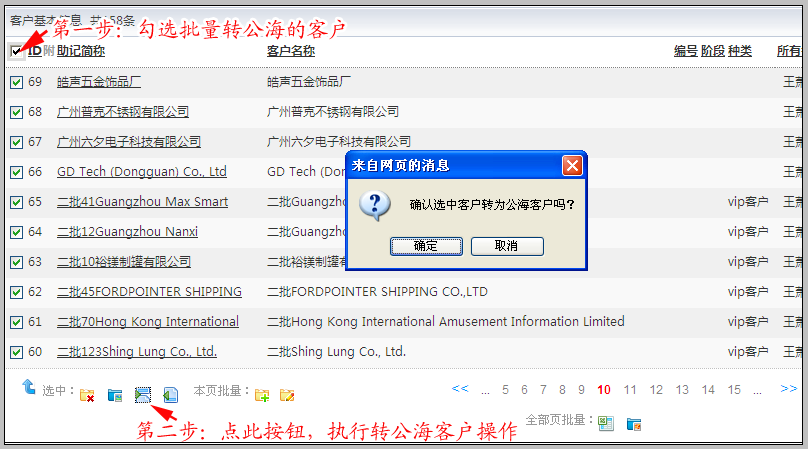 客户基本信息 共158条
第一步：勾选批量转公海的客户
ID 附 助记简称 客户名称 编号 阶段 种类 所有
69 皓声五金饰品厂 皓声五金饰品厂 王
68 广州普克不锈钢有限公司 广州普克不锈钢有限公司 王
67 广州六夕电子科技有限公司 广州六夕电子科技有限公司 王
66 GD Tech (Dongguan) Co., Ltd GD Tech (Don 王
65 二批41Guangzhou Max Smart 二批Guangzho vip客户 王
64 二批12Guangzhou Nanxi 二批Guangzho vip客户 王
63 二批10裕镁制罐有限公司 二批裕镁制罐有 vip客户 王
62 二批45FORDPOINTER SHIPPING 二批FORDPOINTER SHIPPING CO.,LTD vip客户 王
61 二批70Hong Kong International 二批Hong Kong International Amusement Information Limited vip客户 王
60 二批123Shing Lung Co., Ltd. 二批Shing Lung Co., Ltd. vip客户 王
来自网页的消息
确认选中客户转为公海客户吗?
确定 取消
选中： 本页批量： << ... 5 6 7 8 9 10 11 12 13 14 15 ... >>
全部页批量：
第二步：点此按钮，执行转公海客户操作